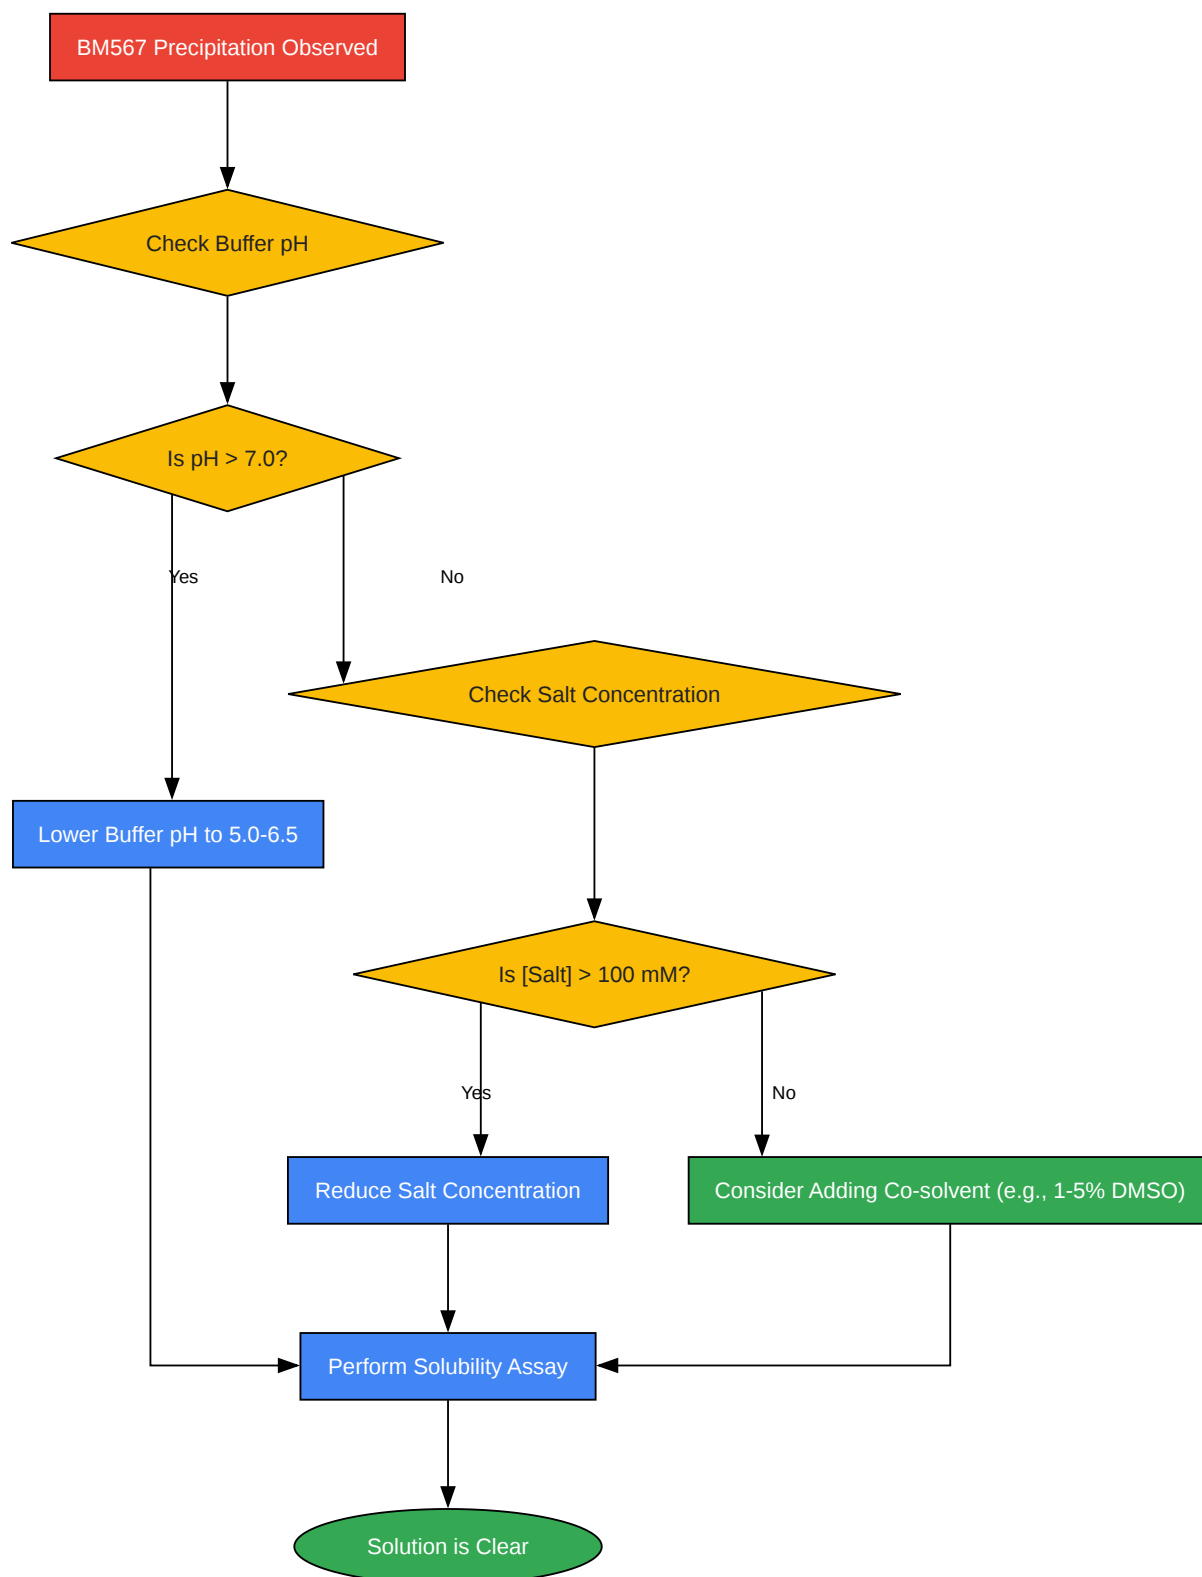 BM567 Precipitation Observed
Check Buffer pH
Is pH > 7.0?
Yes
No
Check Salt Concentration
Lower Buffer pH to 5.0-6.5
Is [Salt] > 100 mM?
Yes
No
Reduce Salt Concentration
Consider Adding Co-solvent (e.g., 1-5% DMSO)
Perform Solubility Assay
Solution is Clear